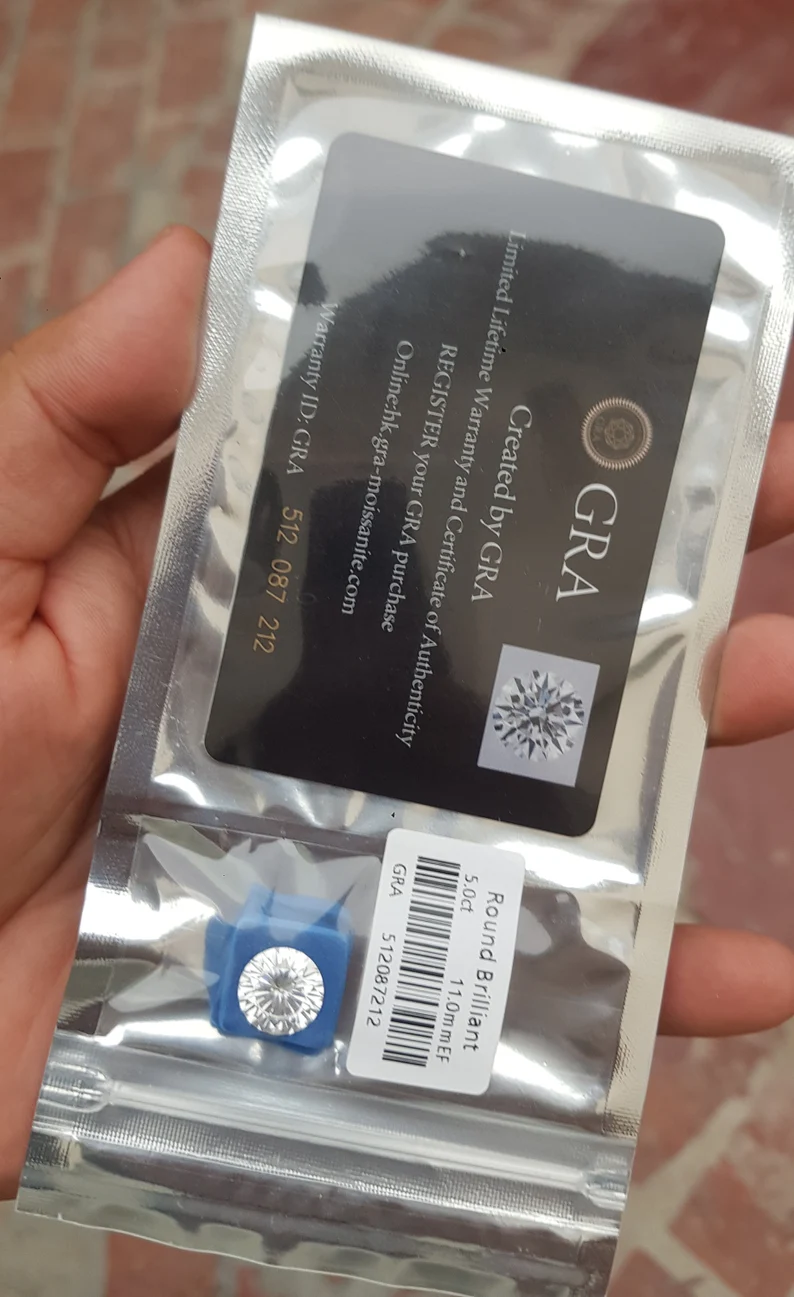 GRA
Created by GRA
Limited Lifetime Warranty and Certificate of Authenticity
REGISTER your GRA purchase
Online:hk.gra-moissanite.com
Warranty ID: GRA 512 087 212
Round Brilliant
5.0ct 11.0mmEF
GRA 512087212